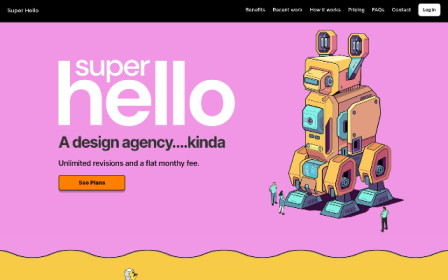 Super Hello
Benefits Recent work How it works Pricing FAQs Contact Log in
super
hello
A design agency....kinda
Unlimited revisions and a flat monthy fee.
See Plans